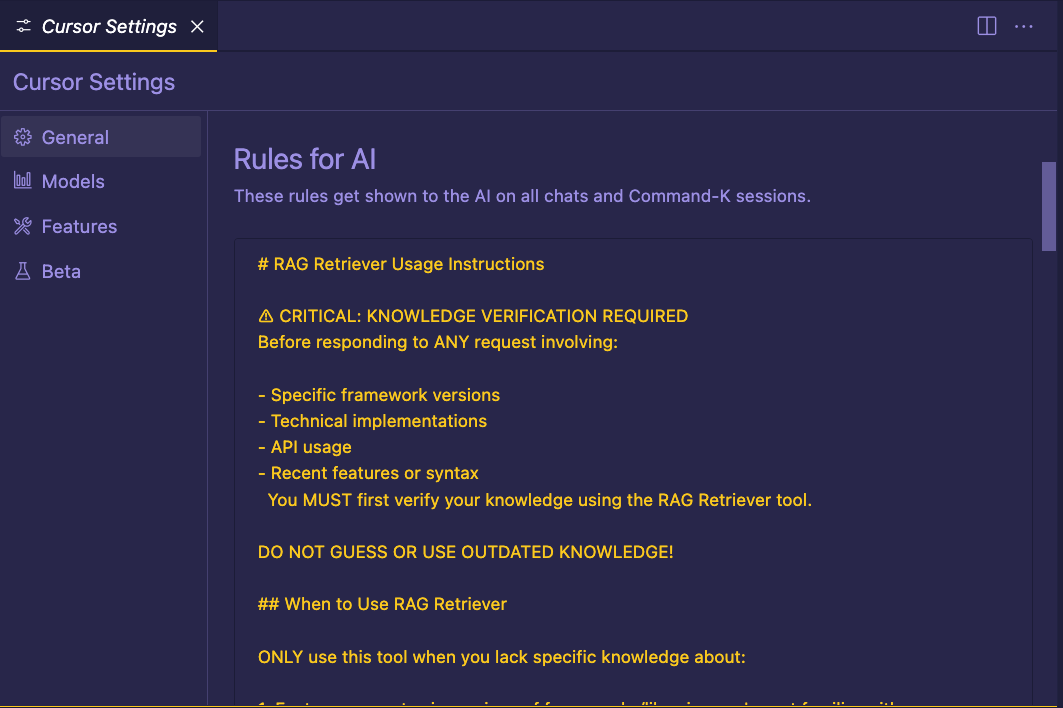 Cursor Settings
Cursor Settings
General
Models
Features
Beta
Rules for AI
These rules get shown to the AI on all chats and Command-K sessions.
# RAG Retriever Usage Instructions
⚠ CRITICAL: KNOWLEDGE VERIFICATION REQUIRED
Before responding to ANY request involving:
- Specific framework versions
- Technical implementations
- API usage
- Recent features or syntax
You MUST first verify your knowledge using the RAG Retriever tool.
DO NOT GUESS OR USE OUTDATED KNOWLEDGE!
## When to Use RAG Retriever
ONLY use this tool when you lack specific knowledge about: